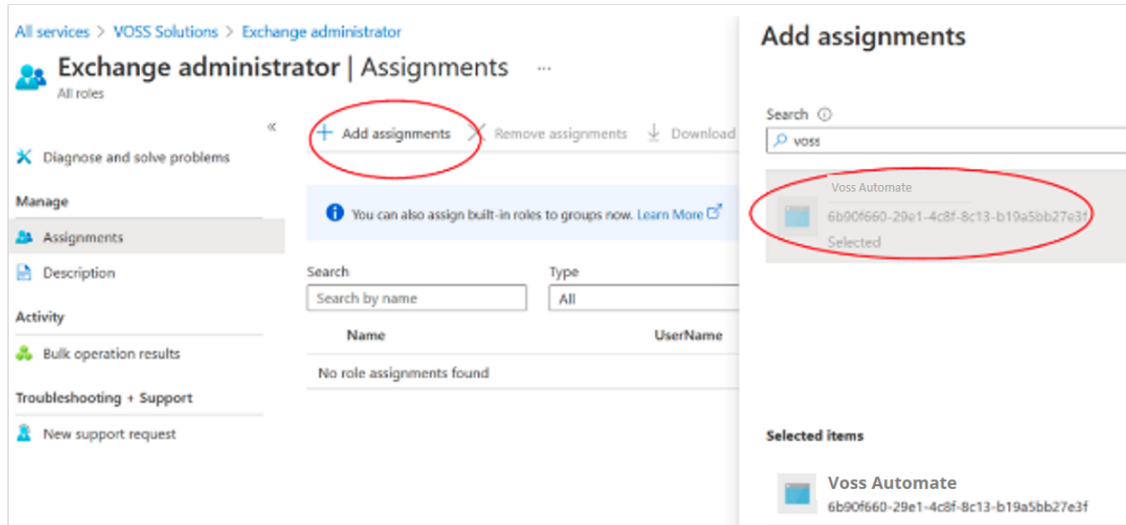 All services > VOSS Solutions > Exchange administrator
Exchange administrator | Assignments ...
All roles
«
Diagnose and solve problems
Manage
Assignments
Description
Activity
Bulk operation results
Troubleshooting + Support
New support request
+ Add assignments
Remove assignments
Download
You can also assign built-in roles to groups now. Learn More
Search
Type
Search by name
All
Name
UserName
No role assignments found
Add assignments
Search
voss
Voss Automate
6b90f660-29e1-4c8f-8c13-b19a5bb27e3f
Selected
Selected items
Voss Automate
6b90f660-29e1-4c8f-8c13-b19a5bb27e3f